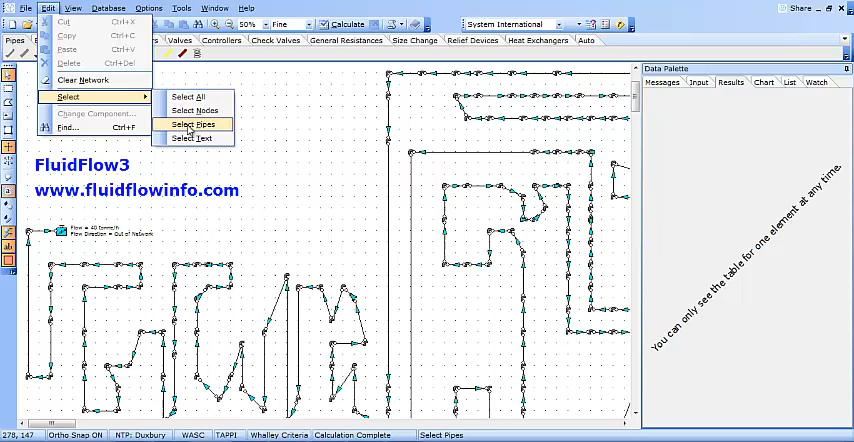 File Edit View Database Options Tools Window Help Share
50% Fine Calculate System International
Pipes Valves Controllers Check Valves General Resistances Size Change Relief Devices Heat Exchangers Auto
Cut Ctrl+X
Copy Ctrl+C
Paste Ctrl+V
Delete Ctrl+Del
Clear Network
Select
Change Component...
Find... Ctrl+F
Select All
Select Nodes
Select Pipes
Select Text
Data Palette
Messages Input Results Chart List Watch
FluidFlow3
www.fluidflowinfo.com
Flow = 40 tonne/h
Flow Direction = Out of Network
You can only see the table for one element at any time.
278, 147 Ortho Snap ON NTP: Duxbury WASC TAPPI Whalley Criteria Calculation Complete Select Pipes